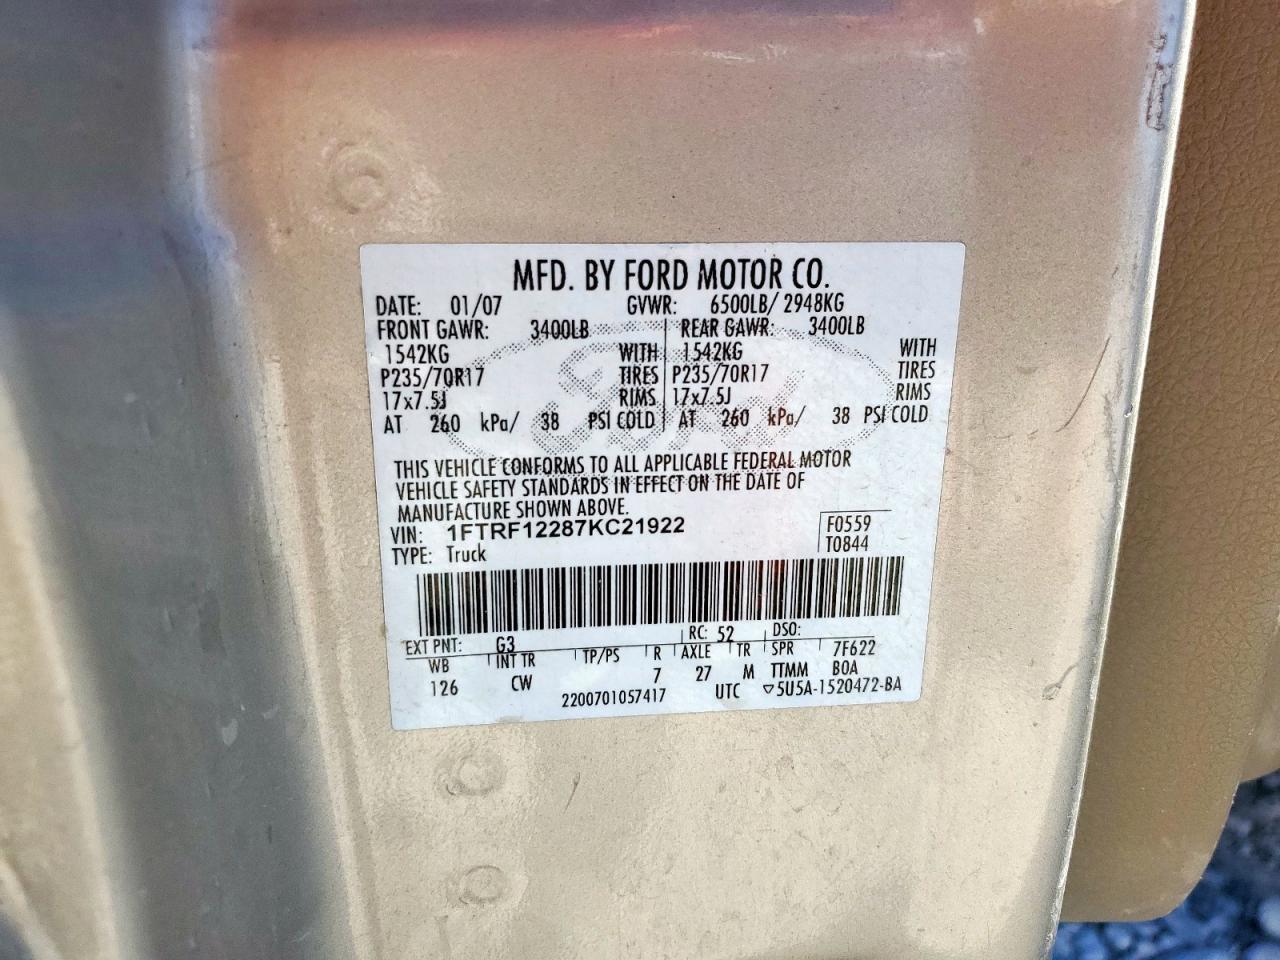 MFD. BY FORD MOTOR CO.
DATE: 01/07 GVWR: 6500LB/ 2948KG
FRONT GAWR: 3400LB REAR GAWR: 3400LB
1542KG WITH 1542KG WITH
P235/70R17 TIRES P235/70R17 TIRES
17x7.5J RIMS 17x7.5J RIMS
AT 260 kPa/ 38 PSI COLD AT 260 kPa/ 38 PSI COLD
Ford
THIS VEHICLE CONFORMS TO ALL APPLICABLE FEDERAL MOTOR
VEHICLE SAFETY STANDARDS IN EFFECT ON THE DATE OF
MANUFACTURE SHOWN ABOVE.
VIN: 1FTRF12287KC21922 F0559
TYPE: Truck T0844
EXT PNT: G3 RC: 52 DSO:
WB INT TR TP/PS R AXLE TR SPR 7F622
126 CW 7 27 M TTMM BOA
2200701057417 UTC ▽5U5A-1520472-BA